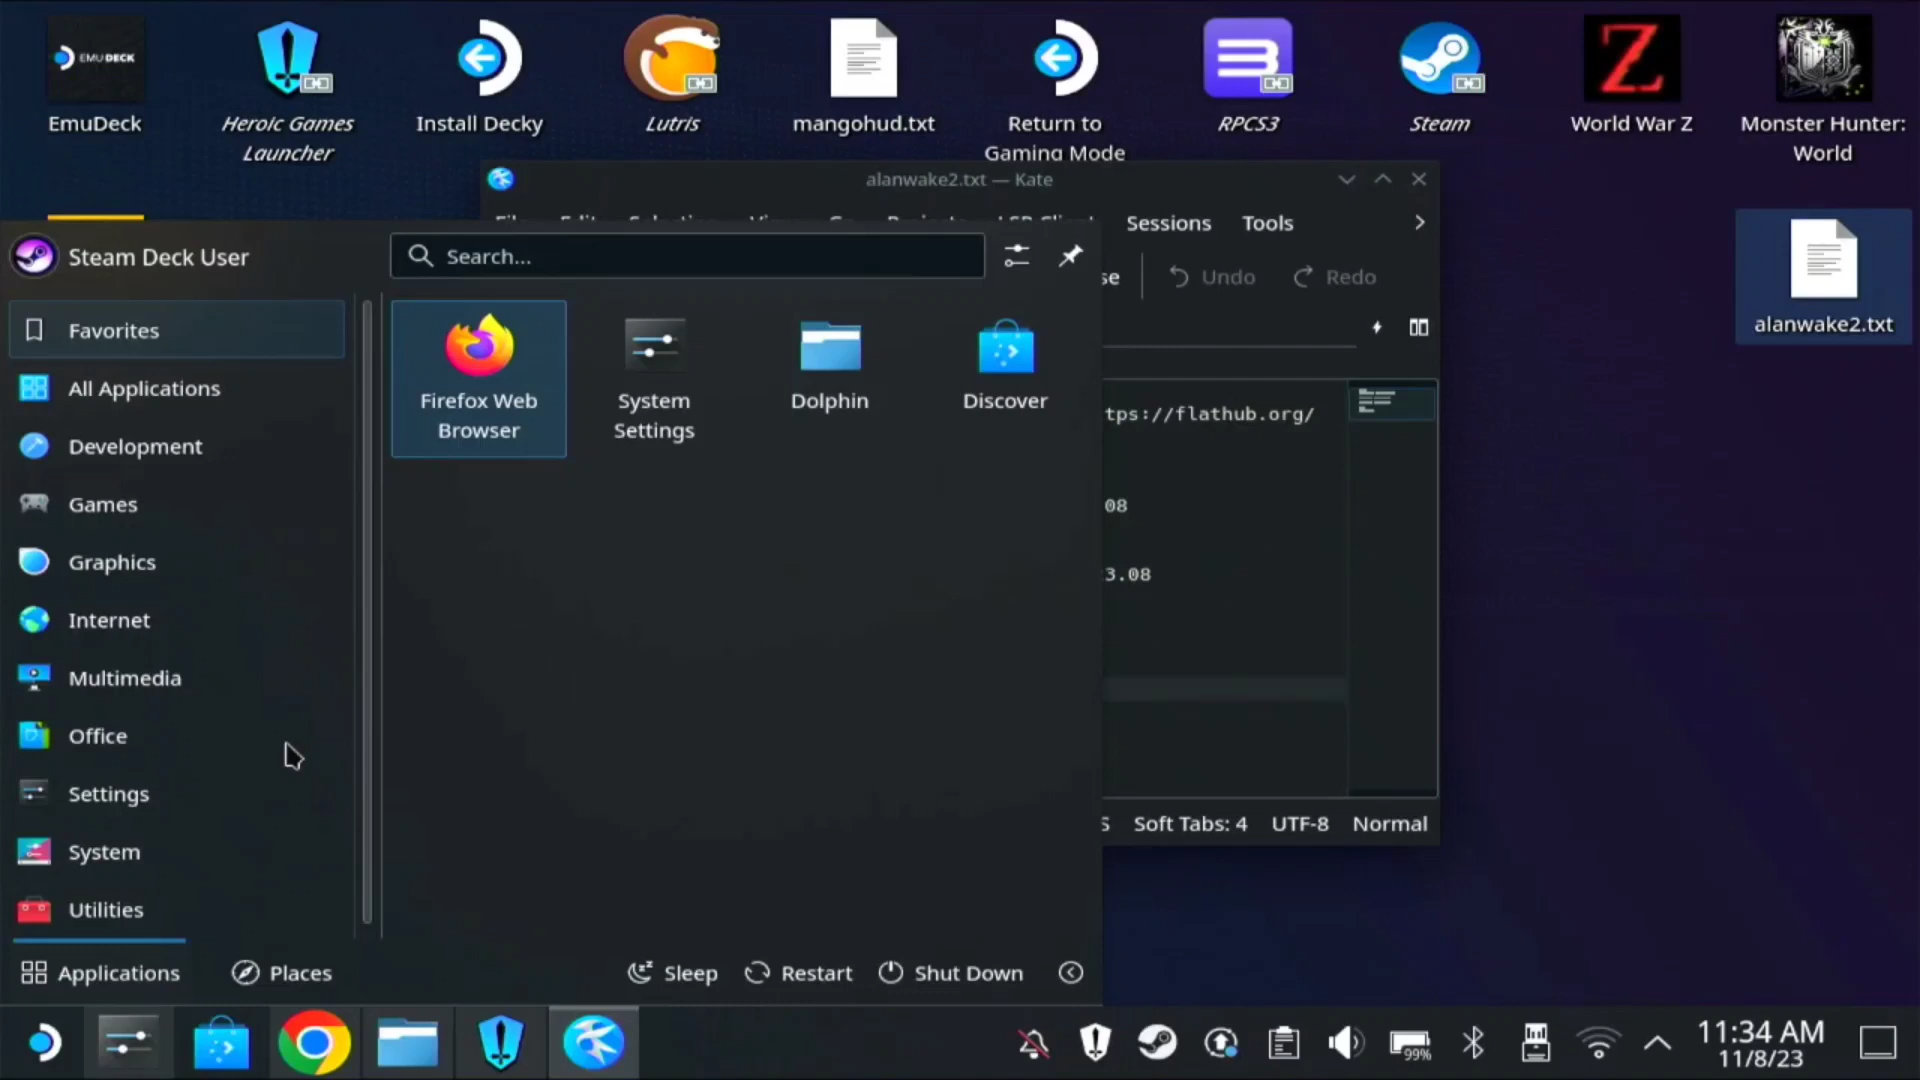 EMUDECK
EmuDeck
Heroic Games
Launcher
Install Decky
Lutris
mangohud.txt
Return to
Gaming Mode
RPCS3
Steam
World War Z
Monster Hunter:
World
alanwake2.txt — Kate
Sessions
Tools
Steam Deck User
Search...
se
Undo
Redo
alanwake2.txt
Favorites
All Applications
Development
Games
Graphics
Internet
Multimedia
Office
Settings
System
Utilities
Firefox Web
Browser
System
Settings
Dolphin
Discover
tps://flathub.org/
08
3.08
S
Soft Tabs: 4
UTF-8
Normal
Applications
Places
Sleep
Restart
Shut Down
99%
11:34 AM
11/8/23